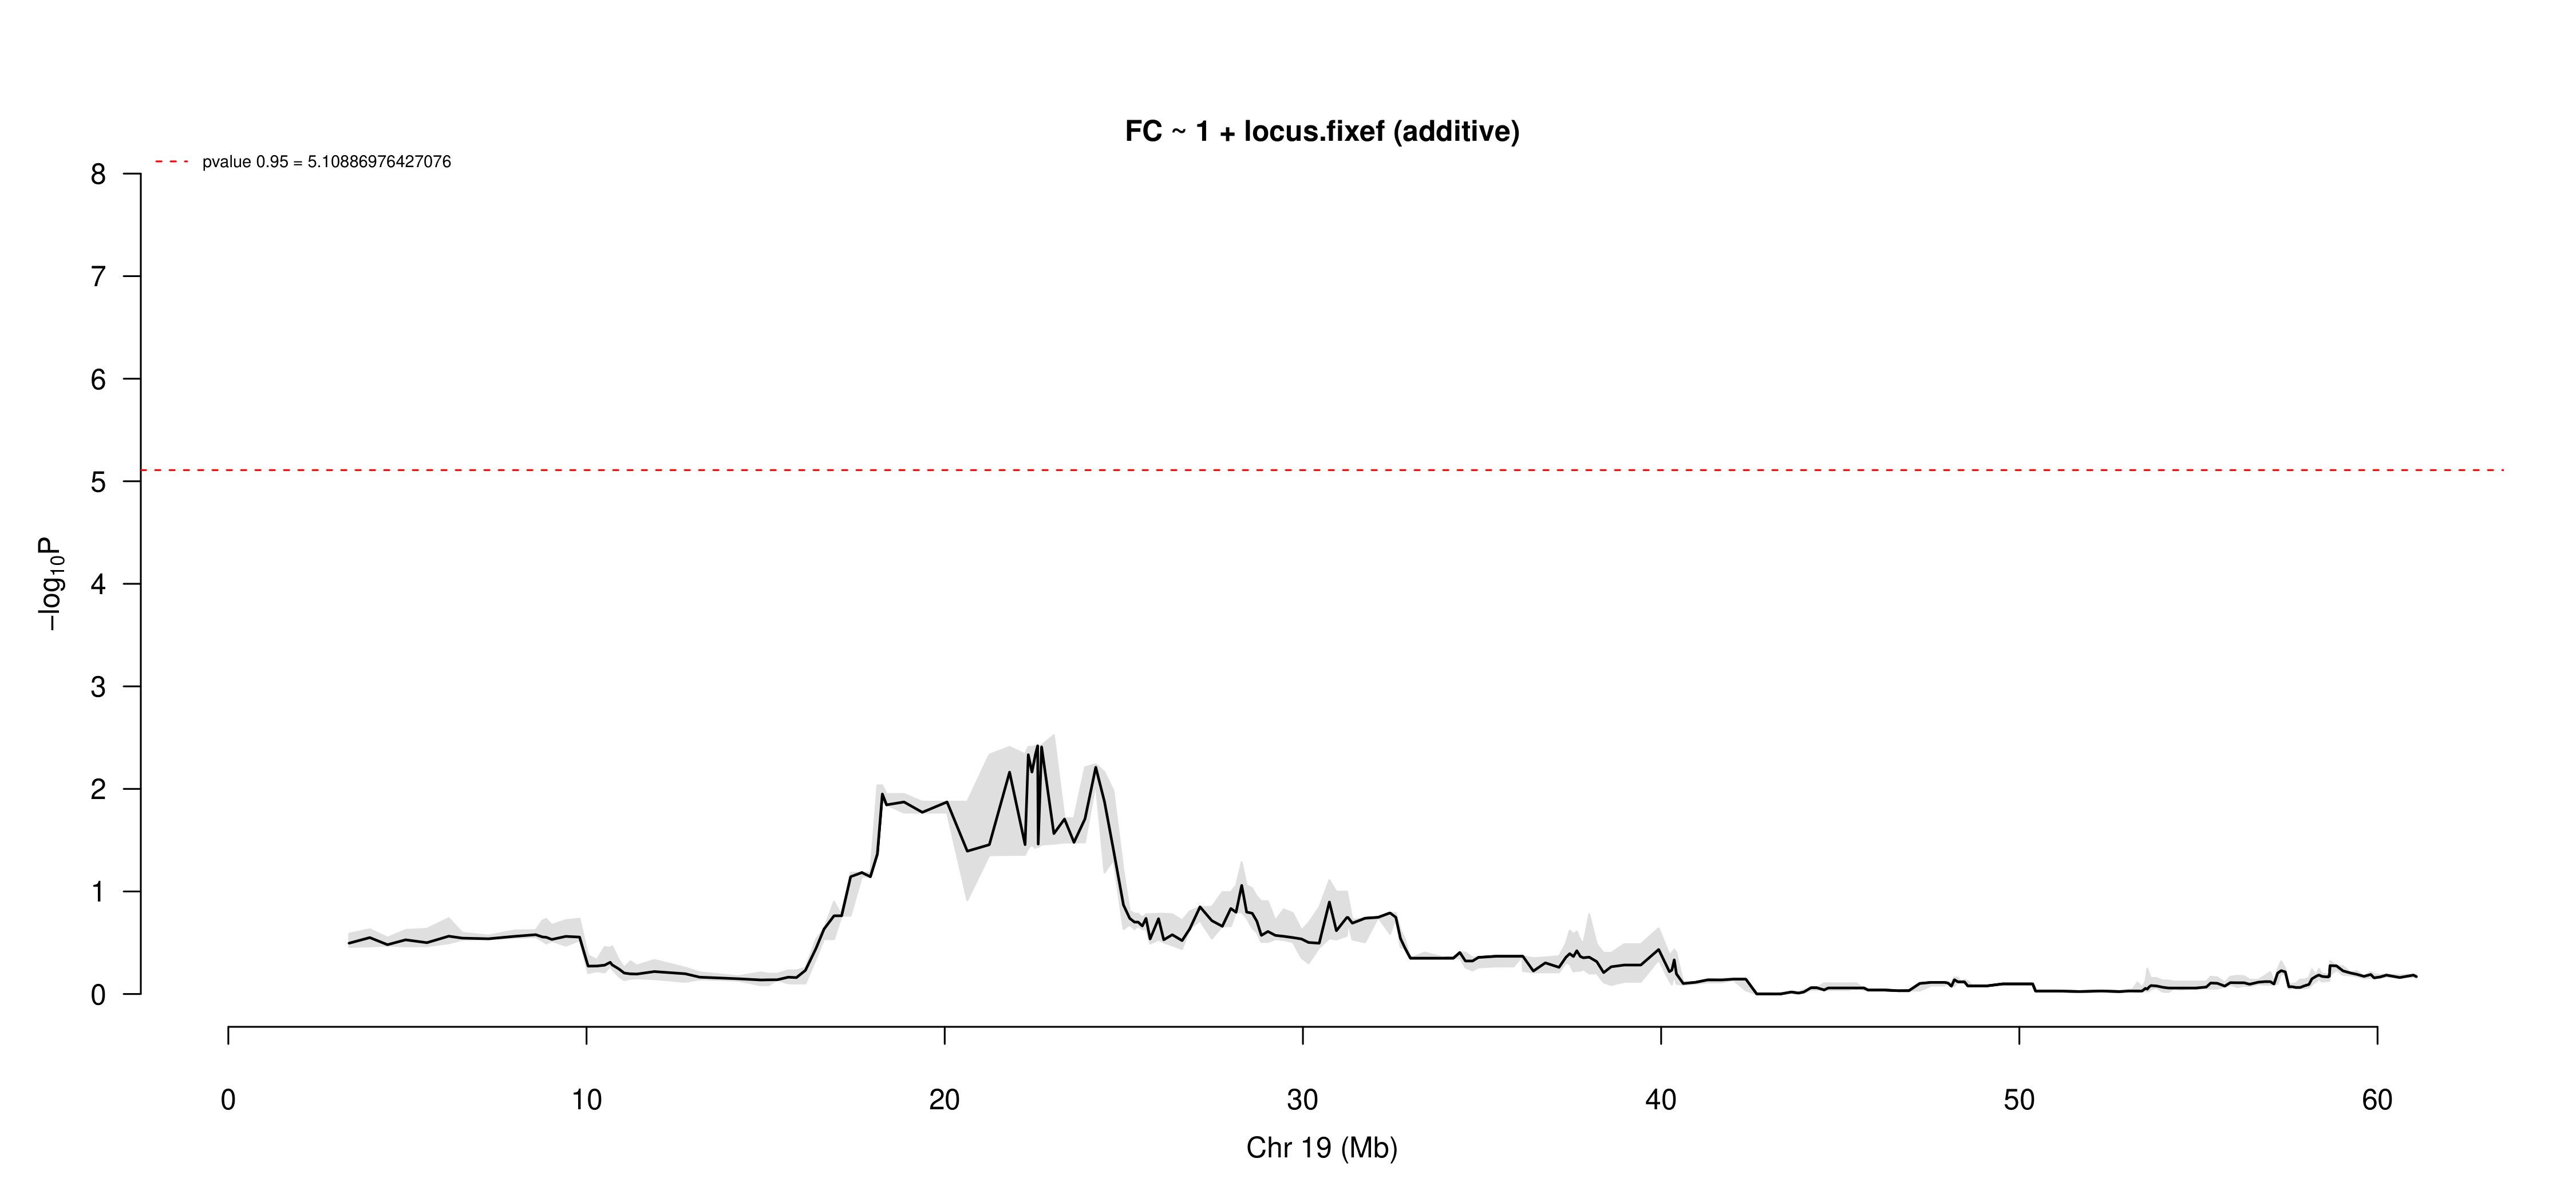 FC ~ 1 + locus.fixef (additive)
pvalue 0.95 = 5.10886976427076
8
7
6
5
4
3
2
1
0
−log10P
0 10 20 30 40 50 60
Chr 19 (Mb)